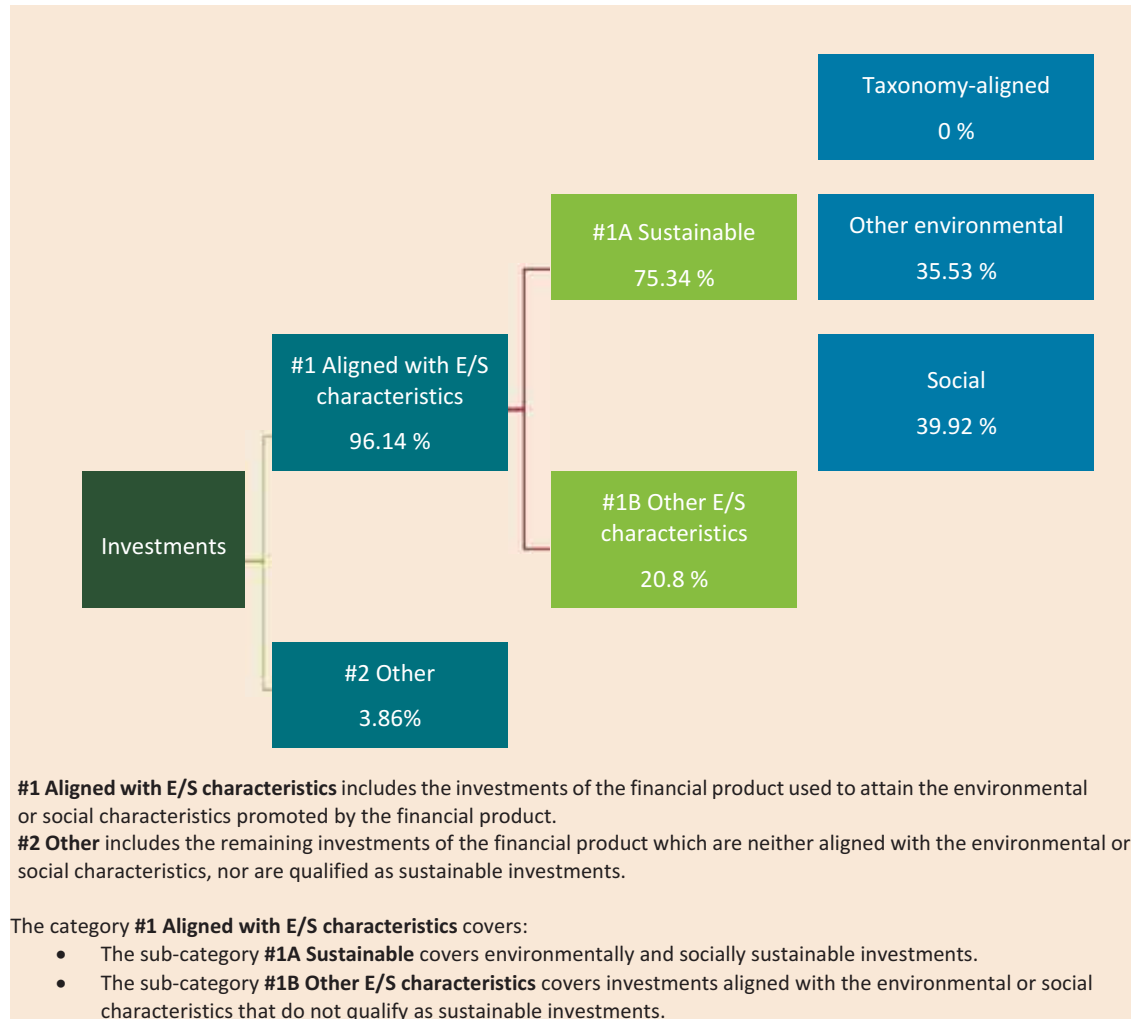 Taxonomy-aligned
0 %
#1A Sustainable
75.34 %
Other environmental
35.53 %
#1 Aligned with E/S
characteristics
96.14 %
Social
39.92 %
Investments
#1B Other E/S
characteristics
20.8 %
#2 Other
3.86%
#1 Aligned with E/S characteristics includes the investments of the financial product used to attain the environmental
or social characteristics promoted by the financial product.
#2 Other includes the remaining investments of the financial product which are neither aligned with the environmental or
social characteristics, nor are qualified as sustainable investments.
The category #1 Aligned with E/S characteristics covers:
• The sub-category #1A Sustainable covers environmentally and socially sustainable investments.
• The sub-category #1B Other E/S characteristics covers investments aligned with the environmental or social
characteristics that do not qualify as sustainable investments.